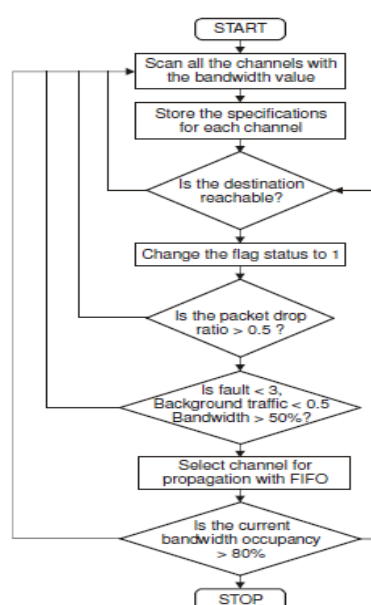 START
Scan all the channels with
the bandwidth value
Store the specifications
for each channel
Is the destination
reachable?
Change the flag status to 1
Is the packet drop
ratio > 0.5 ?
Is fault < 3,
Background traffic < 0.5
Bandwidth > 50%?
Select channel for
propagation with FIFO
Is the current
bandwidth occupancy
> 80%
STOP